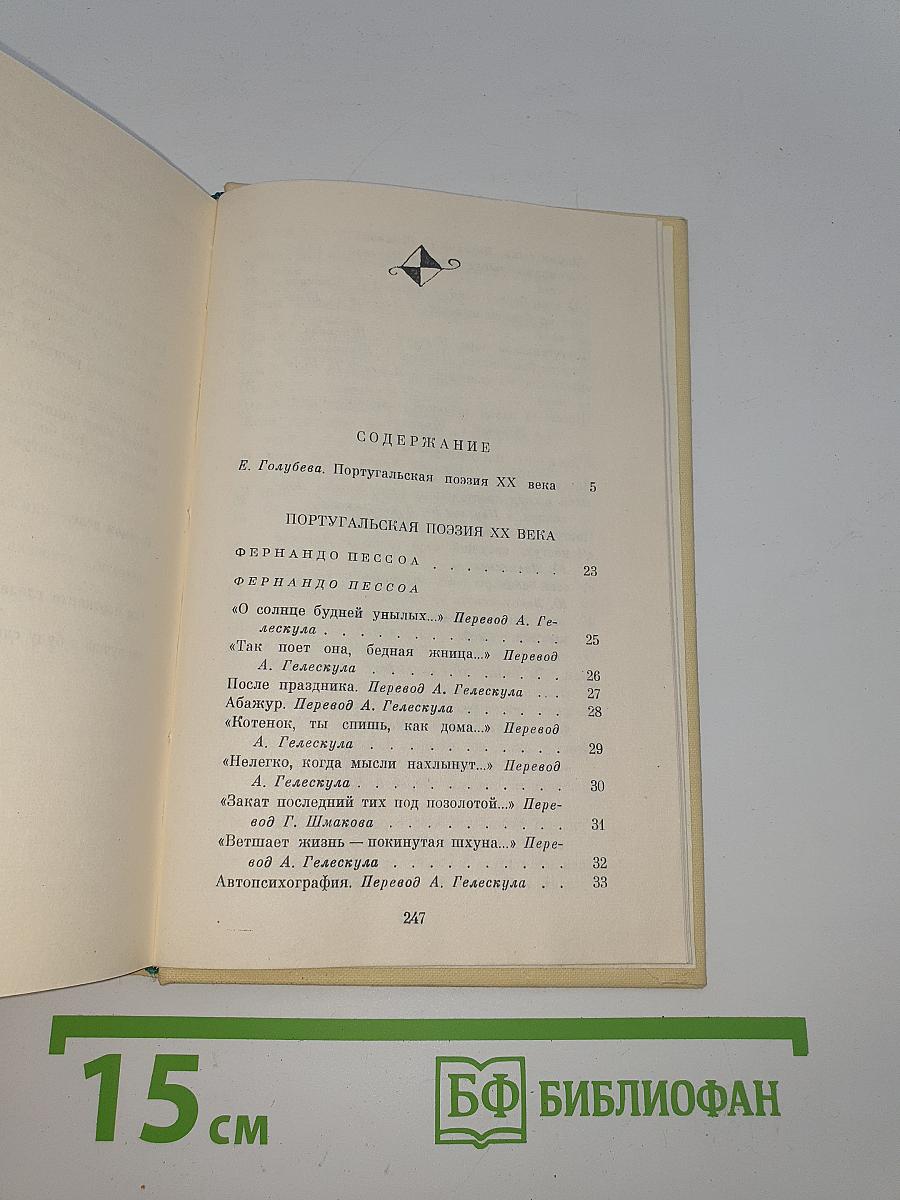 СОДЕРЖАНИЕ
Е. Голубева. Португальская поэзия XX века 5
ПОРТУГАЛЬСКАЯ ПОЭЗИЯ XX ВЕКА
ФЕРНАНДО ПЕССОА . . . . . . . . 23
ФЕРНАНДО ПЕССОА
«О солнце будней унылых...» Перевод А. Ге-
лескула . . . . . . . . . . . . . . 25
«Так поет она, бедная жница...» Перевод
А. Гелескула . . . . . . . . . . . . 26
После праздника. Перевод А. Гелескула . . . 27
Абажур. Перевод А. Гелескула . . . . . . 28
«Котенок, ты спишь, как дома...» Перевод
А. Гелескула . . . . . . . . . . . . 29
«Нелегко, когда мысли нахлынут...» Перевод
А. Гелескула . . . . . . . . . . . . . 30
«Закат последний тих под позолотой...» Пере-
вод Г. Шмакова . . . . . . . . . . . 31
«Ветшает жизнь — покинутая шхуна...» Пере-
вод А. Гелескула . . . . . . . . . . 32
Автопсихография. Перевод А. Гелескула . . 33
247
15 см
БФ БИБЛИОФАН